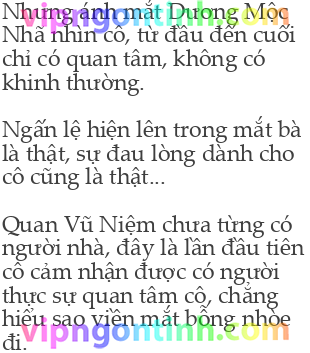 Nhưng ánh mắt Dương Mộc
vipngontinh.com
Nhã nhìn cô, từ đầu đến cuối
chỉ có quan tâm, không có
khinh thường.
Ngấn lệ hiện lên trong mắt bà
là thật, sự đau lòng dành cho
cô cũng là thật...
Quan Vũ Niệm chưa từng có
người nhà, đây là lần đầu tiên
cô cảm nhận được có người
thực sự quan tâm cô, chẳng
hiểu sao viền mắt bỗng nhòe
vipngontinh.com
đi.